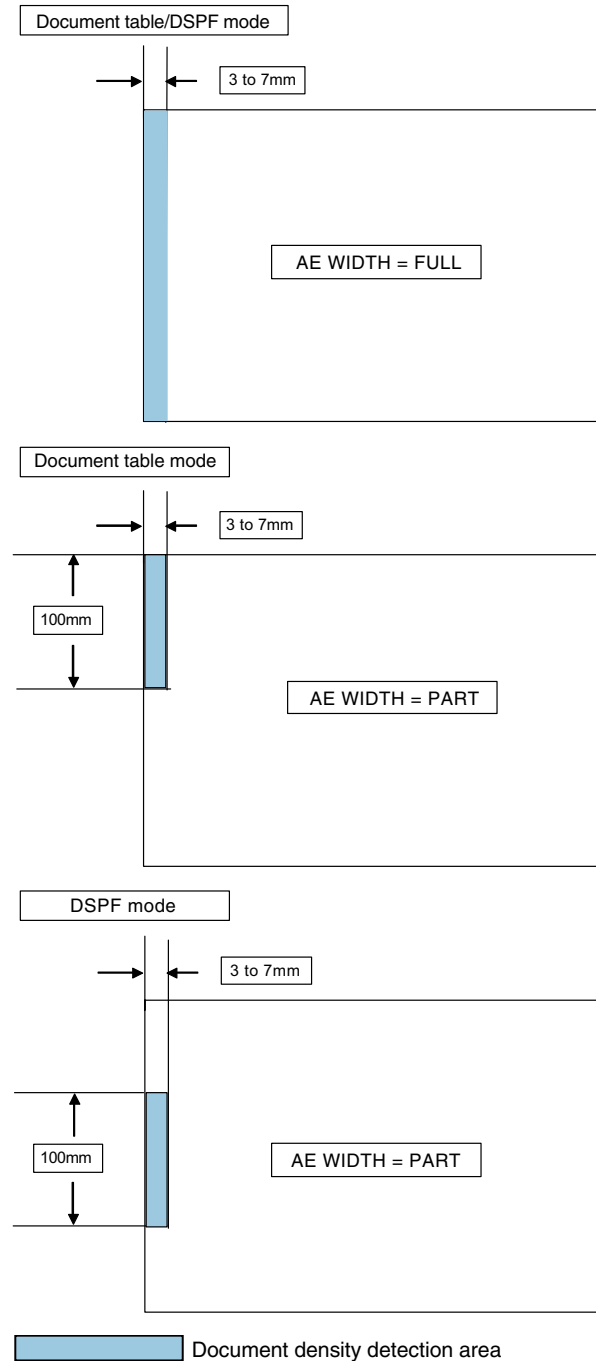 Document table/DSPF mode
3 to 7mm
AE WIDTH = FULL
Document table mode
3 to 7mm
100mm
AE WIDTH = PART
DSPF mode
3 to 7mm
100mm
AE WIDTH = PART
Document density detection area